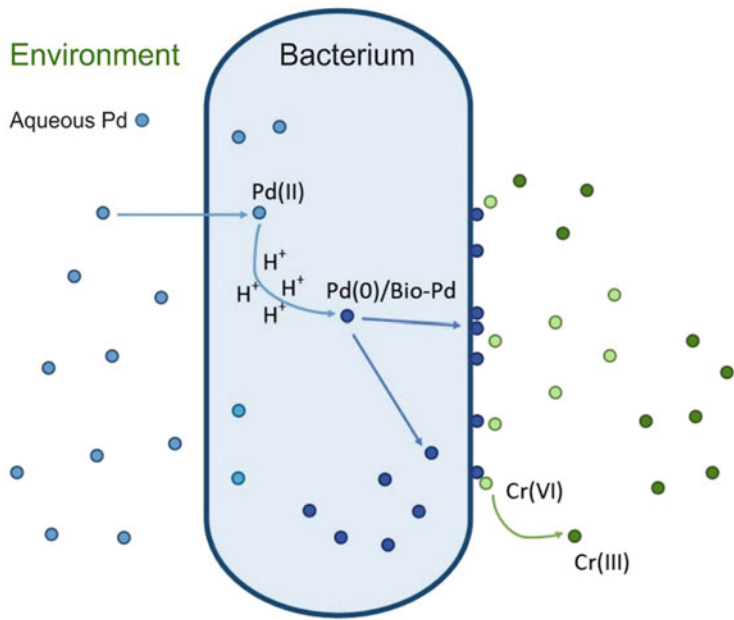 Environment
Bacterium
Aqueous Pd
Pd(II)
H⁺
H⁺
H⁺
H⁺
Pd(0)/Bio-Pd
Cr(VI)
Cr(III)